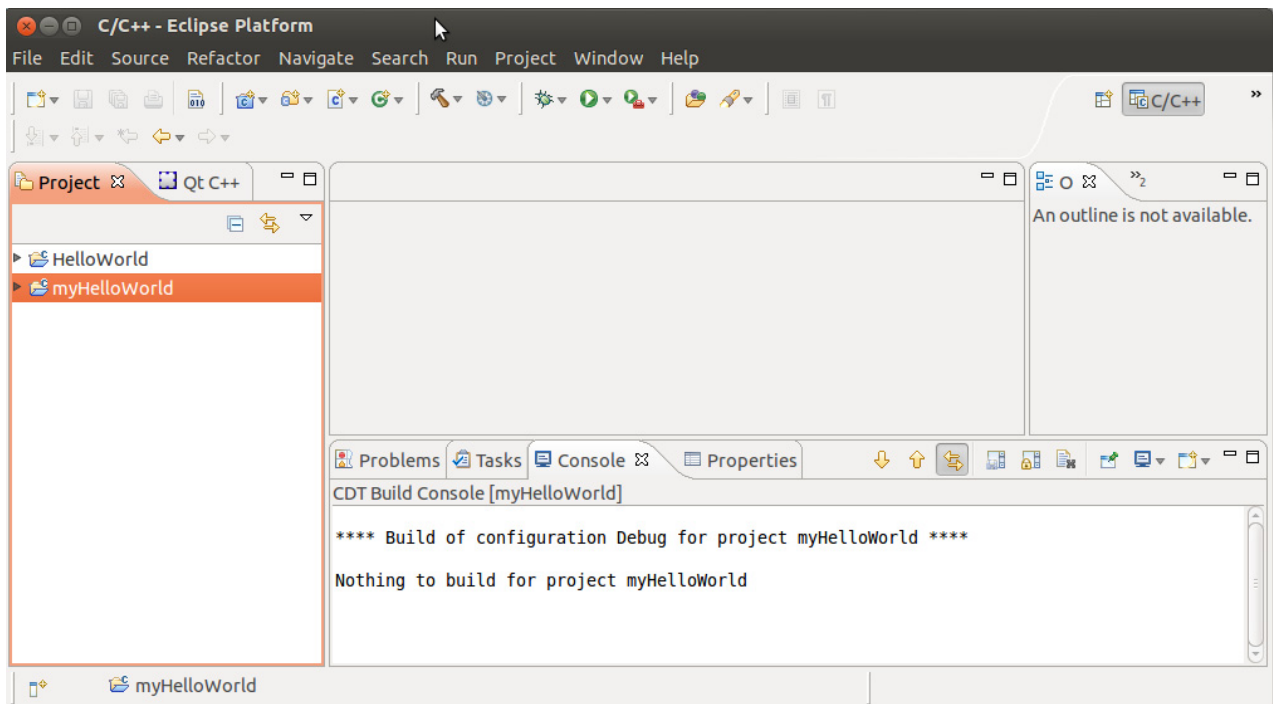 C/C++ - Eclipse Platform
File Edit Source Refactor Navigate Search Run Project Window Help
010
C/C++ »
Project Qt C++
O »2
An outline is not available.
HelloWorld
myHelloWorld
Problems Tasks Console Properties
CDT Build Console [myHelloWorld]
**** Build of configuration Debug for project myHelloWorld ****
Nothing to build for project myHelloWorld
myHelloWorld